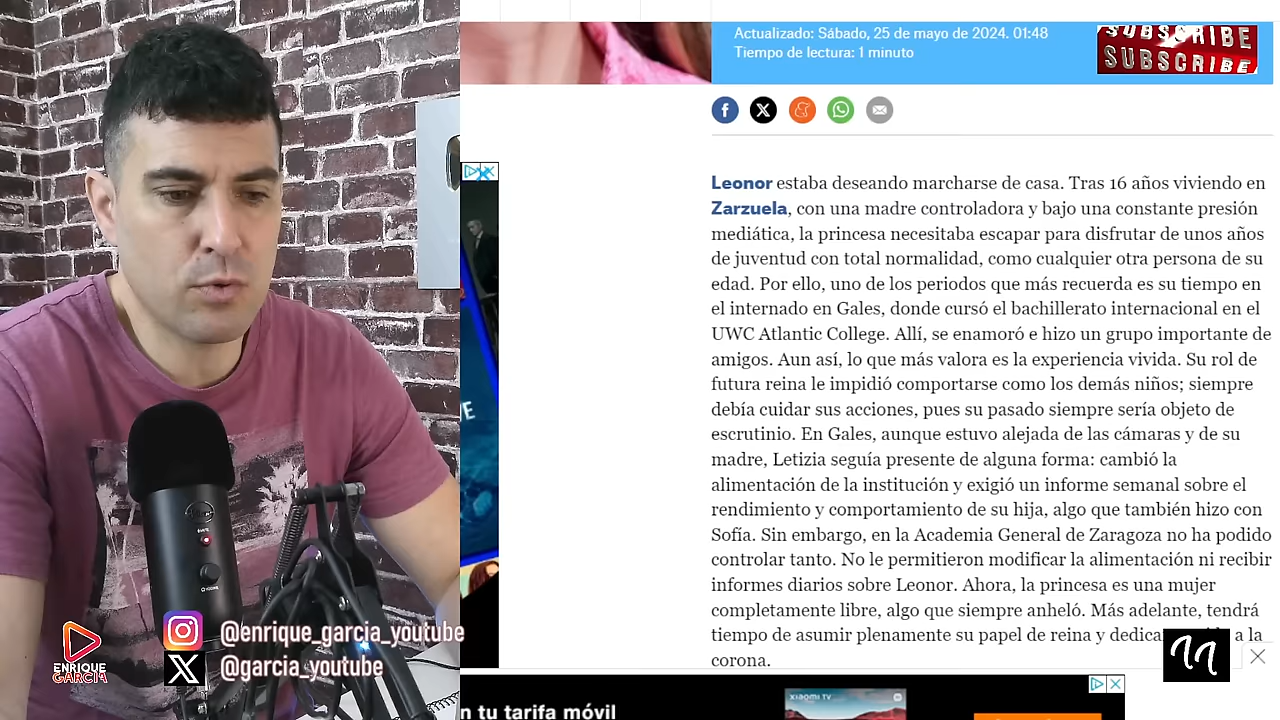 Actualizado: Sábado, 25 de mayo de 2024. 01:48
Tiempo de lectura: 1 minuto
SUBSCRIBE
SUBSCRIBE
Leonor estaba deseando marcharse de casa. Tras 16 años viviendo en
Zarzuela, con una madre controladora y bajo una constante presión
mediática, la princesa necesitaba escapar para disfrutar de unos años
de juventud con total normalidad, como cualquier otra persona de su
edad. Por ello, uno de los periodos que más recuerda es su tiempo en
el internado en Gales, donde cursó el bachillerato internacional en el
UWC Atlantic College. Allí, se enamoró e hizo un grupo importante de
amigos. Aun así, lo que más valora es la experiencia vivida. Su rol de
futura reina le impidió comportarse como los demás niños; siempre
debía cuidar sus acciones, pues su pasado siempre sería objeto de
escrutinio. En Gales, aunque estuvo alejada de las cámaras y de su
madre, Letizia seguía presente de alguna forma: cambió la
alimentación de la institución y exigió un informe semanal sobre el
rendimiento y comportamiento de su hija, algo que también hizo con
Sofía. Sin embargo, en la Academia General de Zaragoza no ha podido
controlar tanto. No le permitieron modificar la alimentación ni recibir
informes diarios sobre Leonor. Ahora, la princesa es una mujer
completamente libre, algo que siempre anheló. Más adelante, tendrá
tiempo de asumir plenamente su papel de reina y a la
corona.
@enrique_garcia_youtube
@garcia_youtube
ENRIQUE
GARCIA
n tu tarifa móvil
xiaomi TV